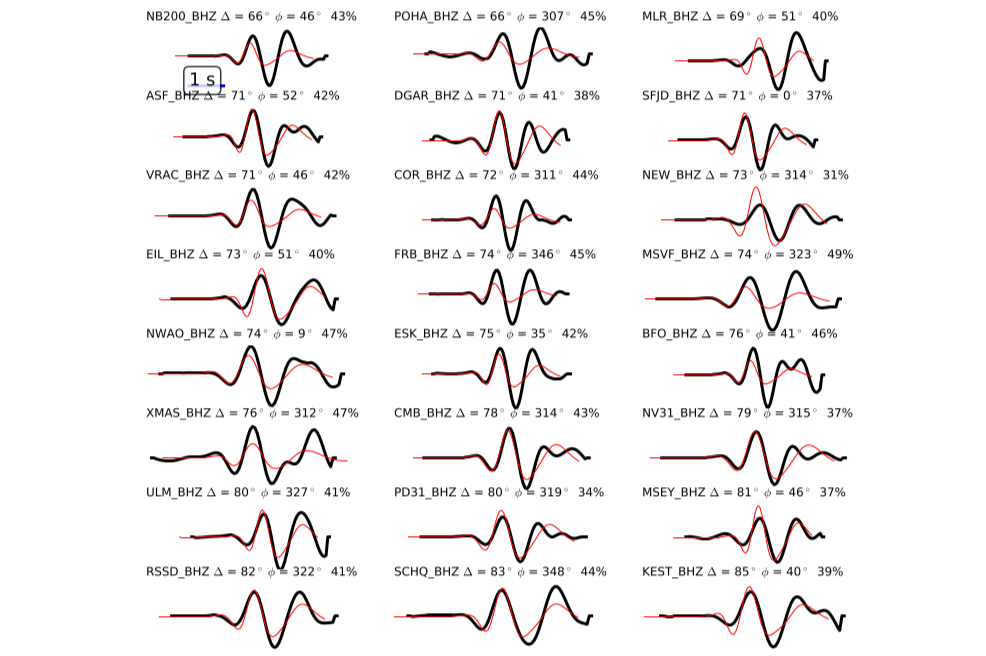 NB200_BHZ Δ = 66° ϕ = 46° 43% POHA_BHZ Δ = 66° ϕ = 307° 45% MLR_BHZ Δ = 69° ϕ = 51° 40%
1 s
ASF_BHZ Δ = 71° ϕ = 52° 42% DGAR_BHZ Δ = 71° ϕ = 41° 38% SFJD_BHZ Δ = 71° ϕ = 0° 37%
VRAC_BHZ Δ = 71° ϕ = 46° 42% COR_BHZ Δ = 72° ϕ = 311° 44% NEW_BHZ Δ = 73° ϕ = 314° 31%
EIL_BHZ Δ = 73° ϕ = 51° 40% FRB_BHZ Δ = 74° ϕ = 346° 45% MSVF_BHZ Δ = 74° ϕ = 323° 49%
NWAO_BHZ Δ = 74° ϕ = 9° 47% ESK_BHZ Δ = 75° ϕ = 35° 42% BFO_BHZ Δ = 76° ϕ = 41° 46%
XMAS_BHZ Δ = 76° ϕ = 312° 47% CMB_BHZ Δ = 78° ϕ = 314° 43% NV31_BHZ Δ = 79° ϕ = 315° 37%
ULM_BHZ Δ = 80° ϕ = 327° 41% PD31_BHZ Δ = 80° ϕ = 319° 34% MSEY_BHZ Δ = 81° ϕ = 46° 37%
RSSD_BHZ Δ = 82° ϕ = 322° 41% SCHQ_BHZ Δ = 83° ϕ = 348° 44% KEST_BHZ Δ = 85° ϕ = 40° 39%